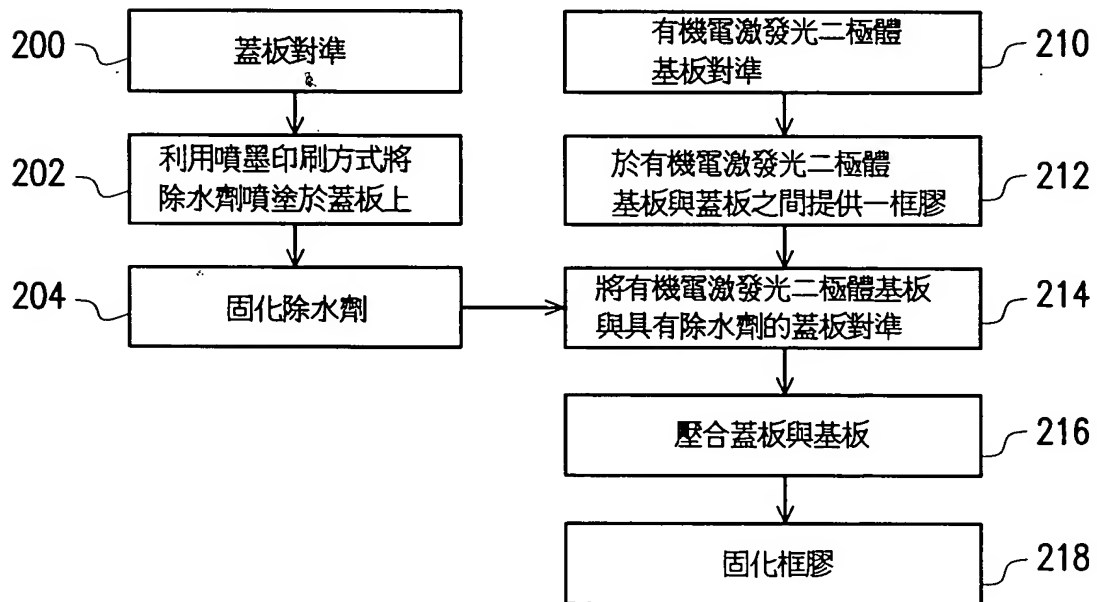 200
蓋板對準
202
利用噴墨印刷方式將
除水劑噴塗於蓋板上
204
固化除水劑
210
有機電激發光二極體
基板對準
212
於有機電激發光二極體
基板與蓋板之間提供一框膠
214
將有機電激發光二極體基板
與具有除水劑的蓋板對準
216
壓合蓋板與基板
218
固化框膠